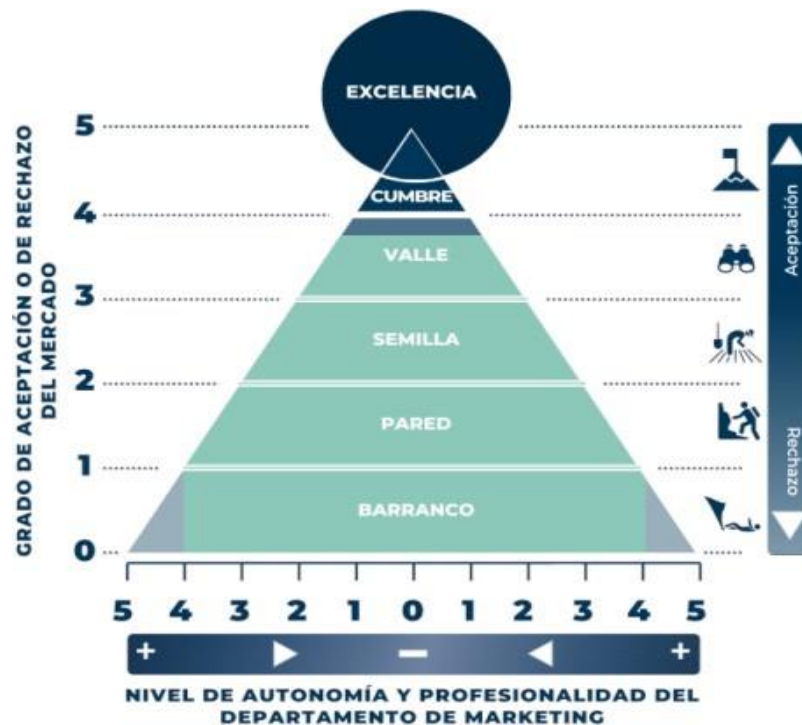 EXCELENCIA
CUMBRE
VALLE
SEMILLA
PARED
BARRANCO
GRADO DE ACEPTACIÓN O DE RECHAZO
DEL MERCADO
5
4
3
2
1
0
Aceptación
Rechazo
5 4 3 2 1 0 1 2 3 4 5
+ − +
NIVEL DE AUTONOMÍA Y PROFESIONALIDAD DEL
DEPARTAMENTO DE MARKETING